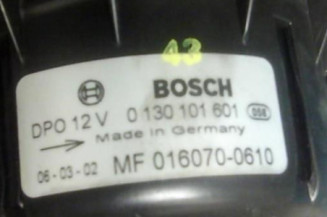 43
BOSCH
DPO 12 V 0 130 101 601
Made in Germany
06-03-02 MF 016070-0610